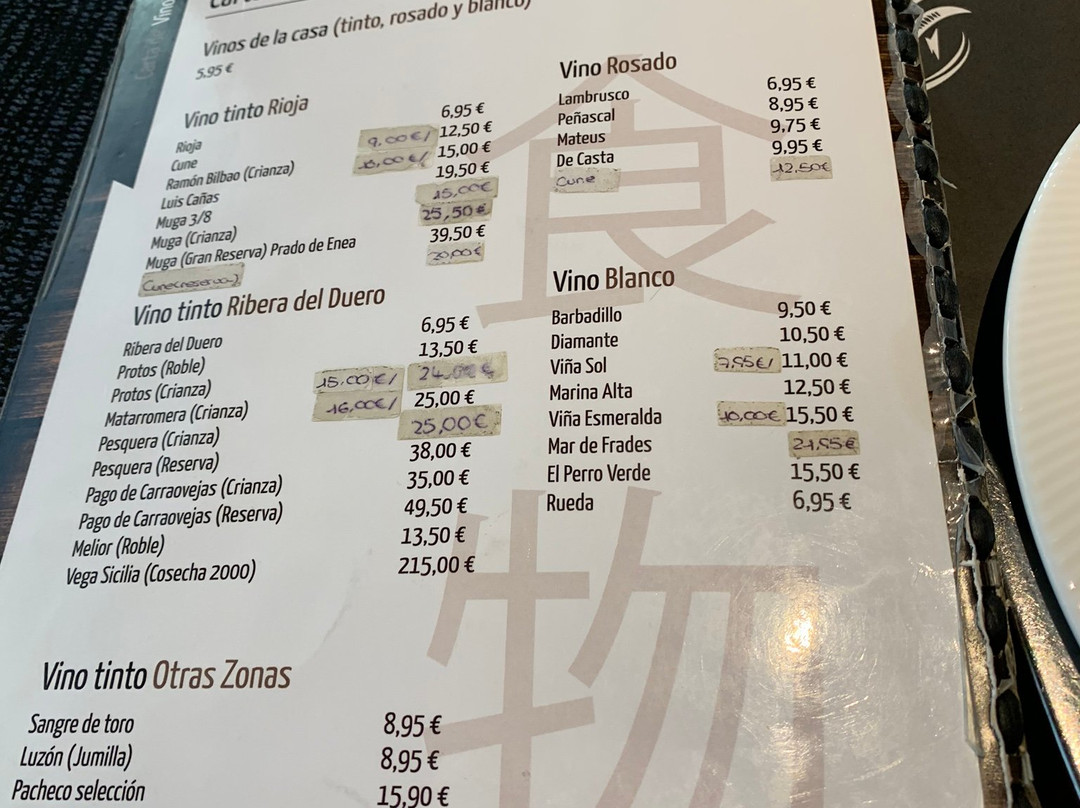 Vino
Carta de
Vinos de la casa (tinto, rosado y blanco)
5.95 €
Vino tinto Rioja
Rioja 6,95 €
Cune 9,00€/ 12,50 €
Ramón Bilbao (Crianza) 15,00 €
Luis Cañas 19,50 €
Muga 3/8 15,00€
Muga (Crianza) 25,50€
Muga (Gran Reserva) Prado de Enea 39,50 €
Cune(reserva)
Vino tinto Ribera del Duero
Ribera del Duero 6,95 €
Protos (Roble) 13,50 €
Protos (Crianza) 15,00€/ 24,00€
Matarromera (Crianza) 16,00€/ 25,00 €
Pesquera (Crianza) 25,00€
Pesquera (Reserva) 38,00 €
Pago de Carraovejas (Crianza) 35,00 €
Pago de Carraovejas (Reserva) 49,50 €
Melior (Roble) 13,50 €
Vega Sicilia (Cosecha 2000) 215,00 €
Vino tinto Otras Zonas
Sangre de toro 8,95 €
Luzón (Jumilla) 8,95 €
Pacheco selección 15,90 €
Vino Rosado
Lambrusco 6,95 €
Peñascal 8,95 €
Mateus 9,75 €
De Casta 9,95 €
Cune 12,50€
Vino Blanco
Barbadillo 9,50 €
Diamante 10,50 €
Viña Sol 7,95€/ 11,00 €
Marina Alta 12,50 €
Viña Esmeralda 10,00€ 15,50 €
Mar de Frades 21,95€
El Perro Verde 15,50 €
Rueda 6,95 €
食
物